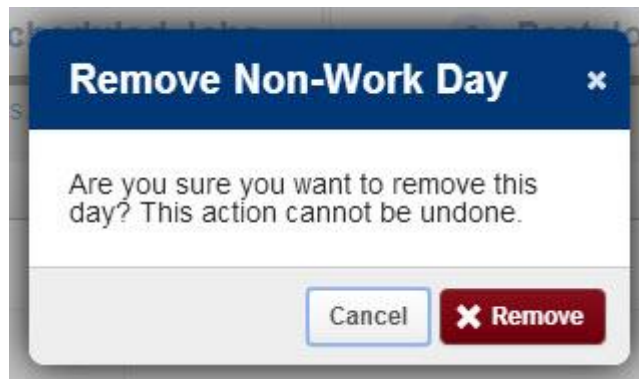 Remove Non-Work Day ×
Are you sure you want to remove this
day? This action cannot be undone.
Cancel
Remove